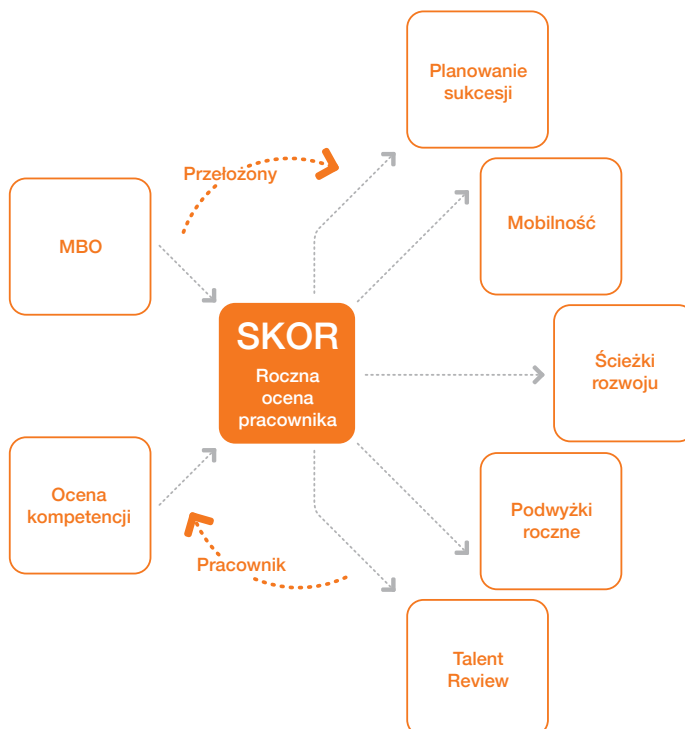 Planowanie
sukcesji
Przełożony
Mobilność
MBO
SKOR
Roczna
ocena
pracownika
Ścieżki
rozwoju
Ocena
kompetencji
Podwyżki
roczne
Pracownik
Talent
Review